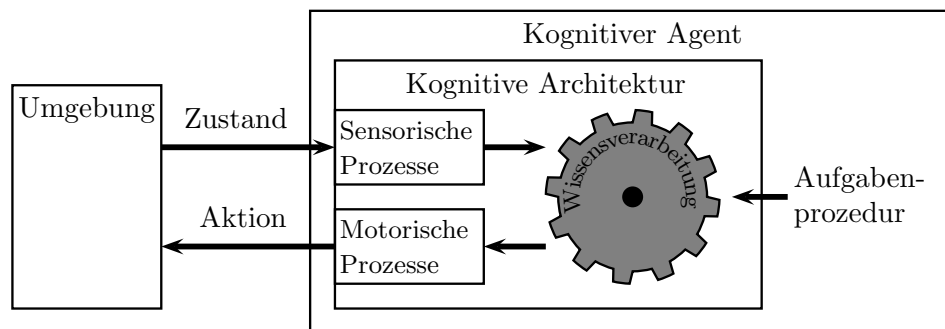 Kognitiver Agent
Kognitive Architektur
Umgebung
Zustand
Sensorische
Prozesse
Wissensverarbeitung
Aufgaben-
prozedur
Aktion
Motorische
Prozesse